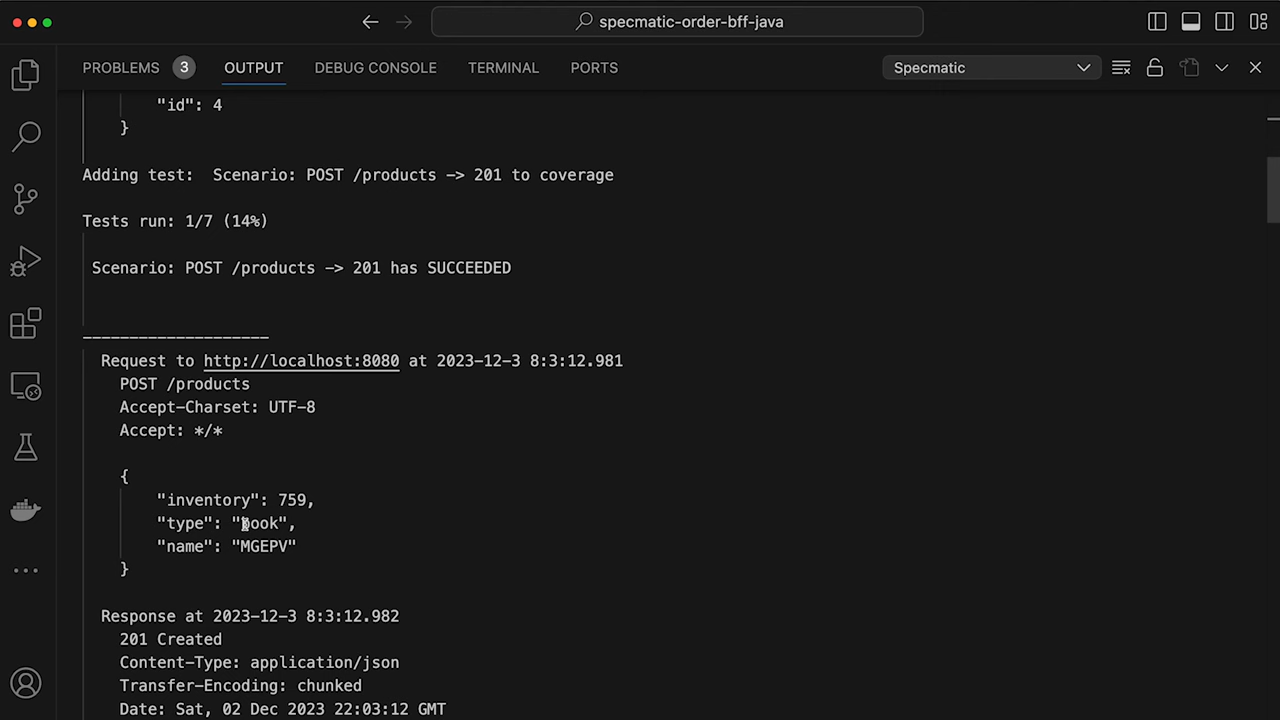 specmatic-order-bff-java
PROBLEMS 3 OUTPUT DEBUG CONSOLE TERMINAL PORTS Specmatic
"id": 4
}
Adding test:  Scenario: POST /products -> 201 to coverage
Tests run: 1/7 (14%)
Scenario: POST /products -> 201 has SUCCEEDED
--------------------
Request to http://localhost:8080 at 2023-12-3 8:3:12.981
POST /products
Accept-Charset: UTF-8
Accept: */*
{
"inventory": 759,
"type": "book",
"name": "MGEPV"
}
Response at 2023-12-3 8:3:12.982
201 Created
Content-Type: application/json
Transfer-Encoding: chunked
Date: Sat, 02 Dec 2023 22:03:12 GMT